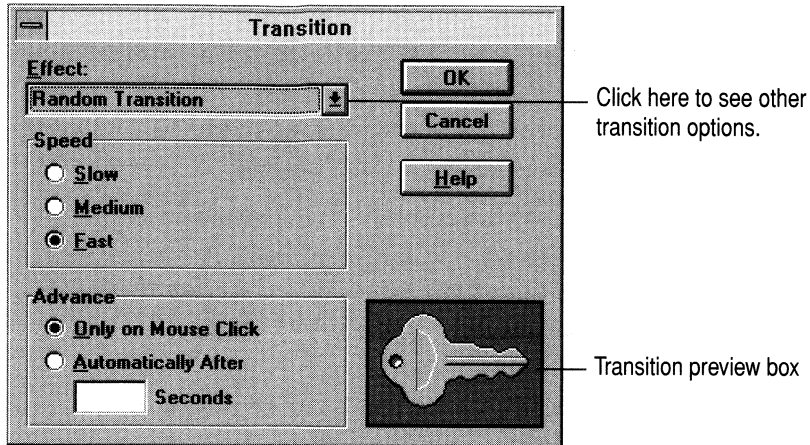 Transition
Effect:
Random Transition
OK
Cancel
Help
Click here to see other
transition options.
Speed
Slow
Medium
Fast
Advance
Only on Mouse Click
Automatically After
Seconds
Transition preview box